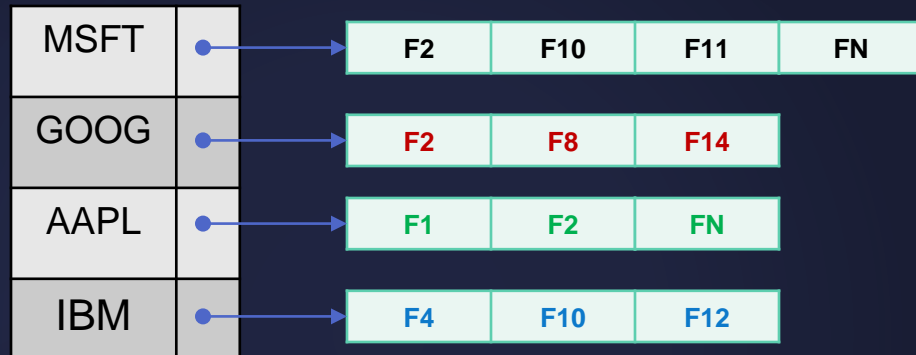 MSFT F2 F10 F11 FN
GOOG F2 F8 F14
AAPL F1 F2 FN
IBM F4 F10 F12